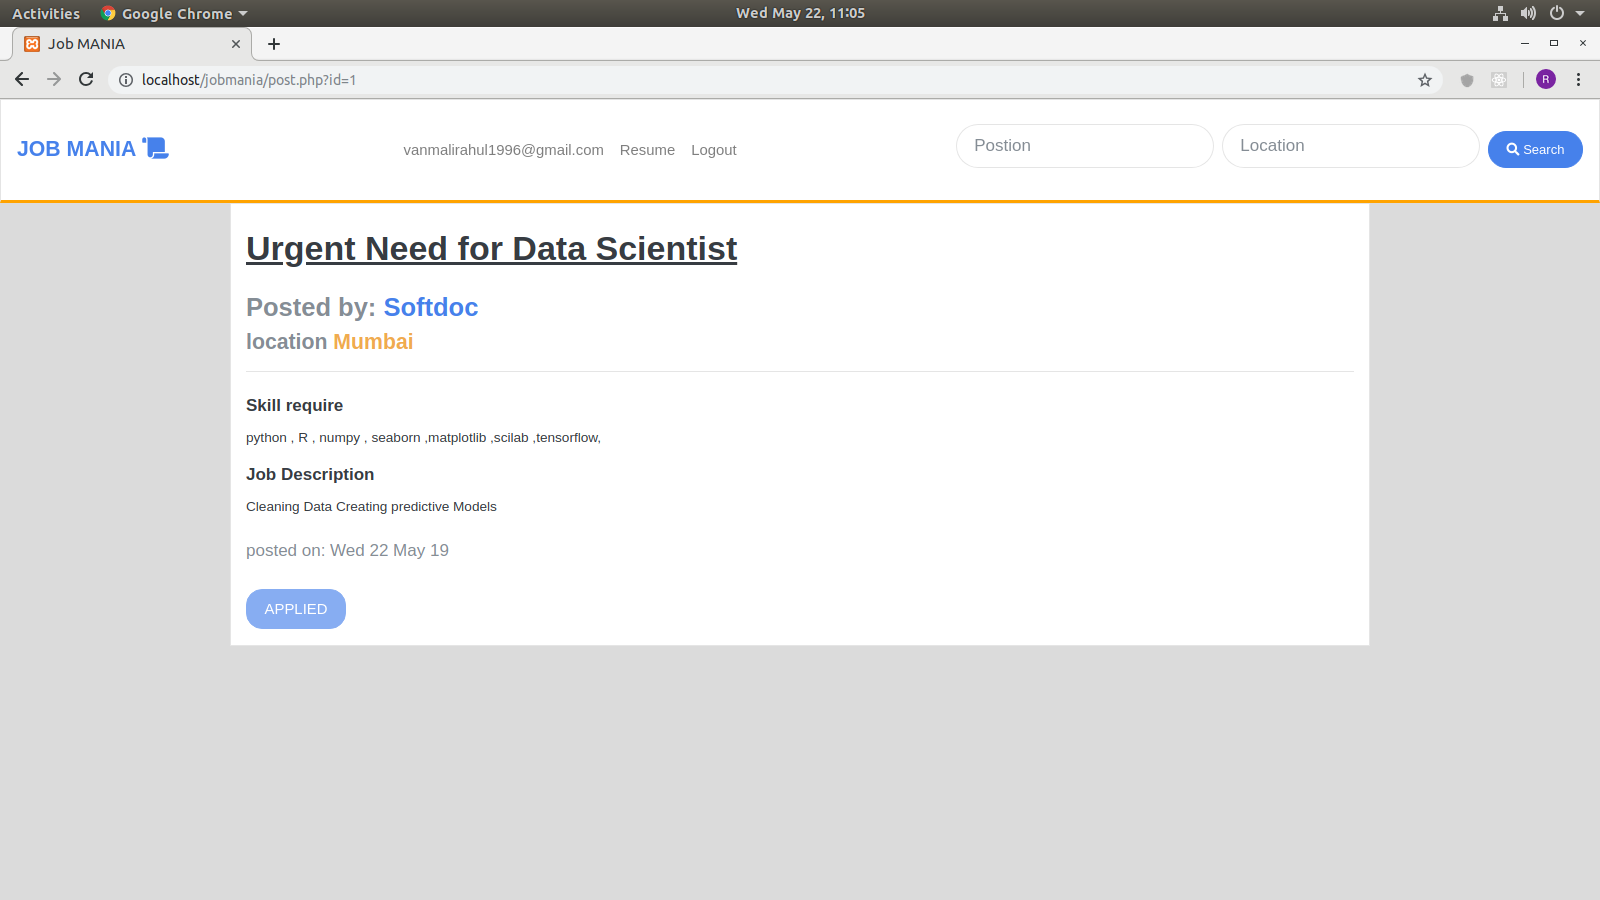 Activities Google Chrome Wed May 22, 11:05
Job MANIA
localhost/jobmania/post.php?id=1 R
JOB MANIA vanmalirahul1996@gmail.com Resume Logout Postion Location Search
Urgent Need for Data Scientist
Posted by: Softdoc
location Mumbai
Skill require
python , R , numpy , seaborn ,matplotlib ,scilab ,tensorflow,
Job Description
Cleaning Data Creating predictive Models
posted on: Wed 22 May 19
APPLIED